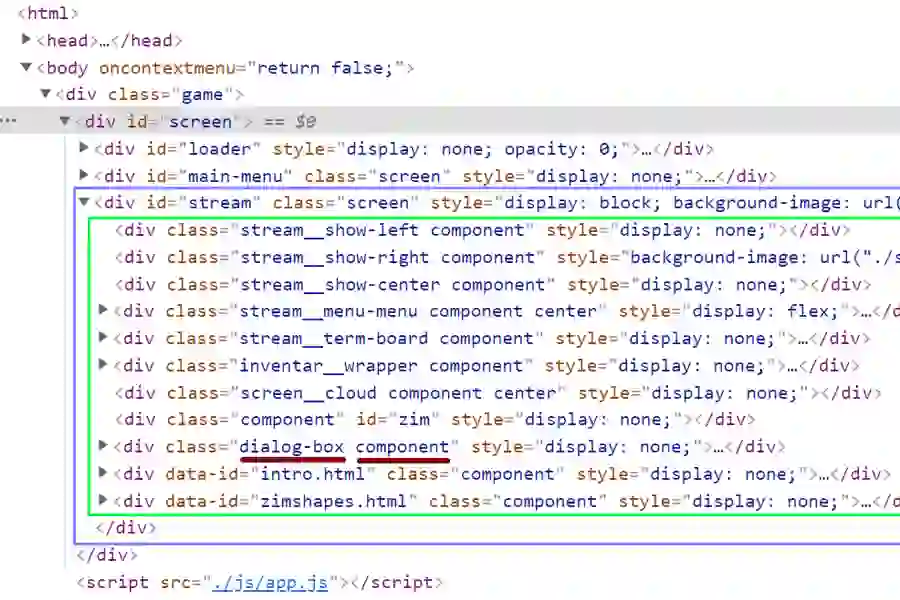 <html>
▶<head>…</head>
▼<body oncontextmenu="return false;">
▼<div class="game">
… ▼<div id="screen"> == $0
▶<div id="loader" style="display: none; opacity: 0;">…</div>
▶<div id="main-menu" class="screen" style="display: none;">…</div>
▼<div id="stream" class="screen" style="display: block; background-image: url(
<div class="stream__show-left component" style="display: none;"></div>
<div class="stream__show-right component" style="background-image: url("./s
<div class="stream__show-center component" style="display: none;"></div>
▶<div class="stream__menu-menu component center" style="display: flex;">…</d
▶<div class="stream__term-board component" style="display: none;">…</div>
▶<div class="inventar__wrapper component" style="display: none;">…</div>
<div class="screen__cloud component center" style="display: none;"></div>
<div class="component" id="zim" style="display: none;"></div>
▶<div class="dialog-box component" style="display: none;">…</div>
▶<div data-id="intro.html" class="component" style="display: none;">…</div>
▶<div data-id="zimshapes.html" class="component" style="display: none;">…</d
</div>
</div>
<script src="./js/app.js"></script>